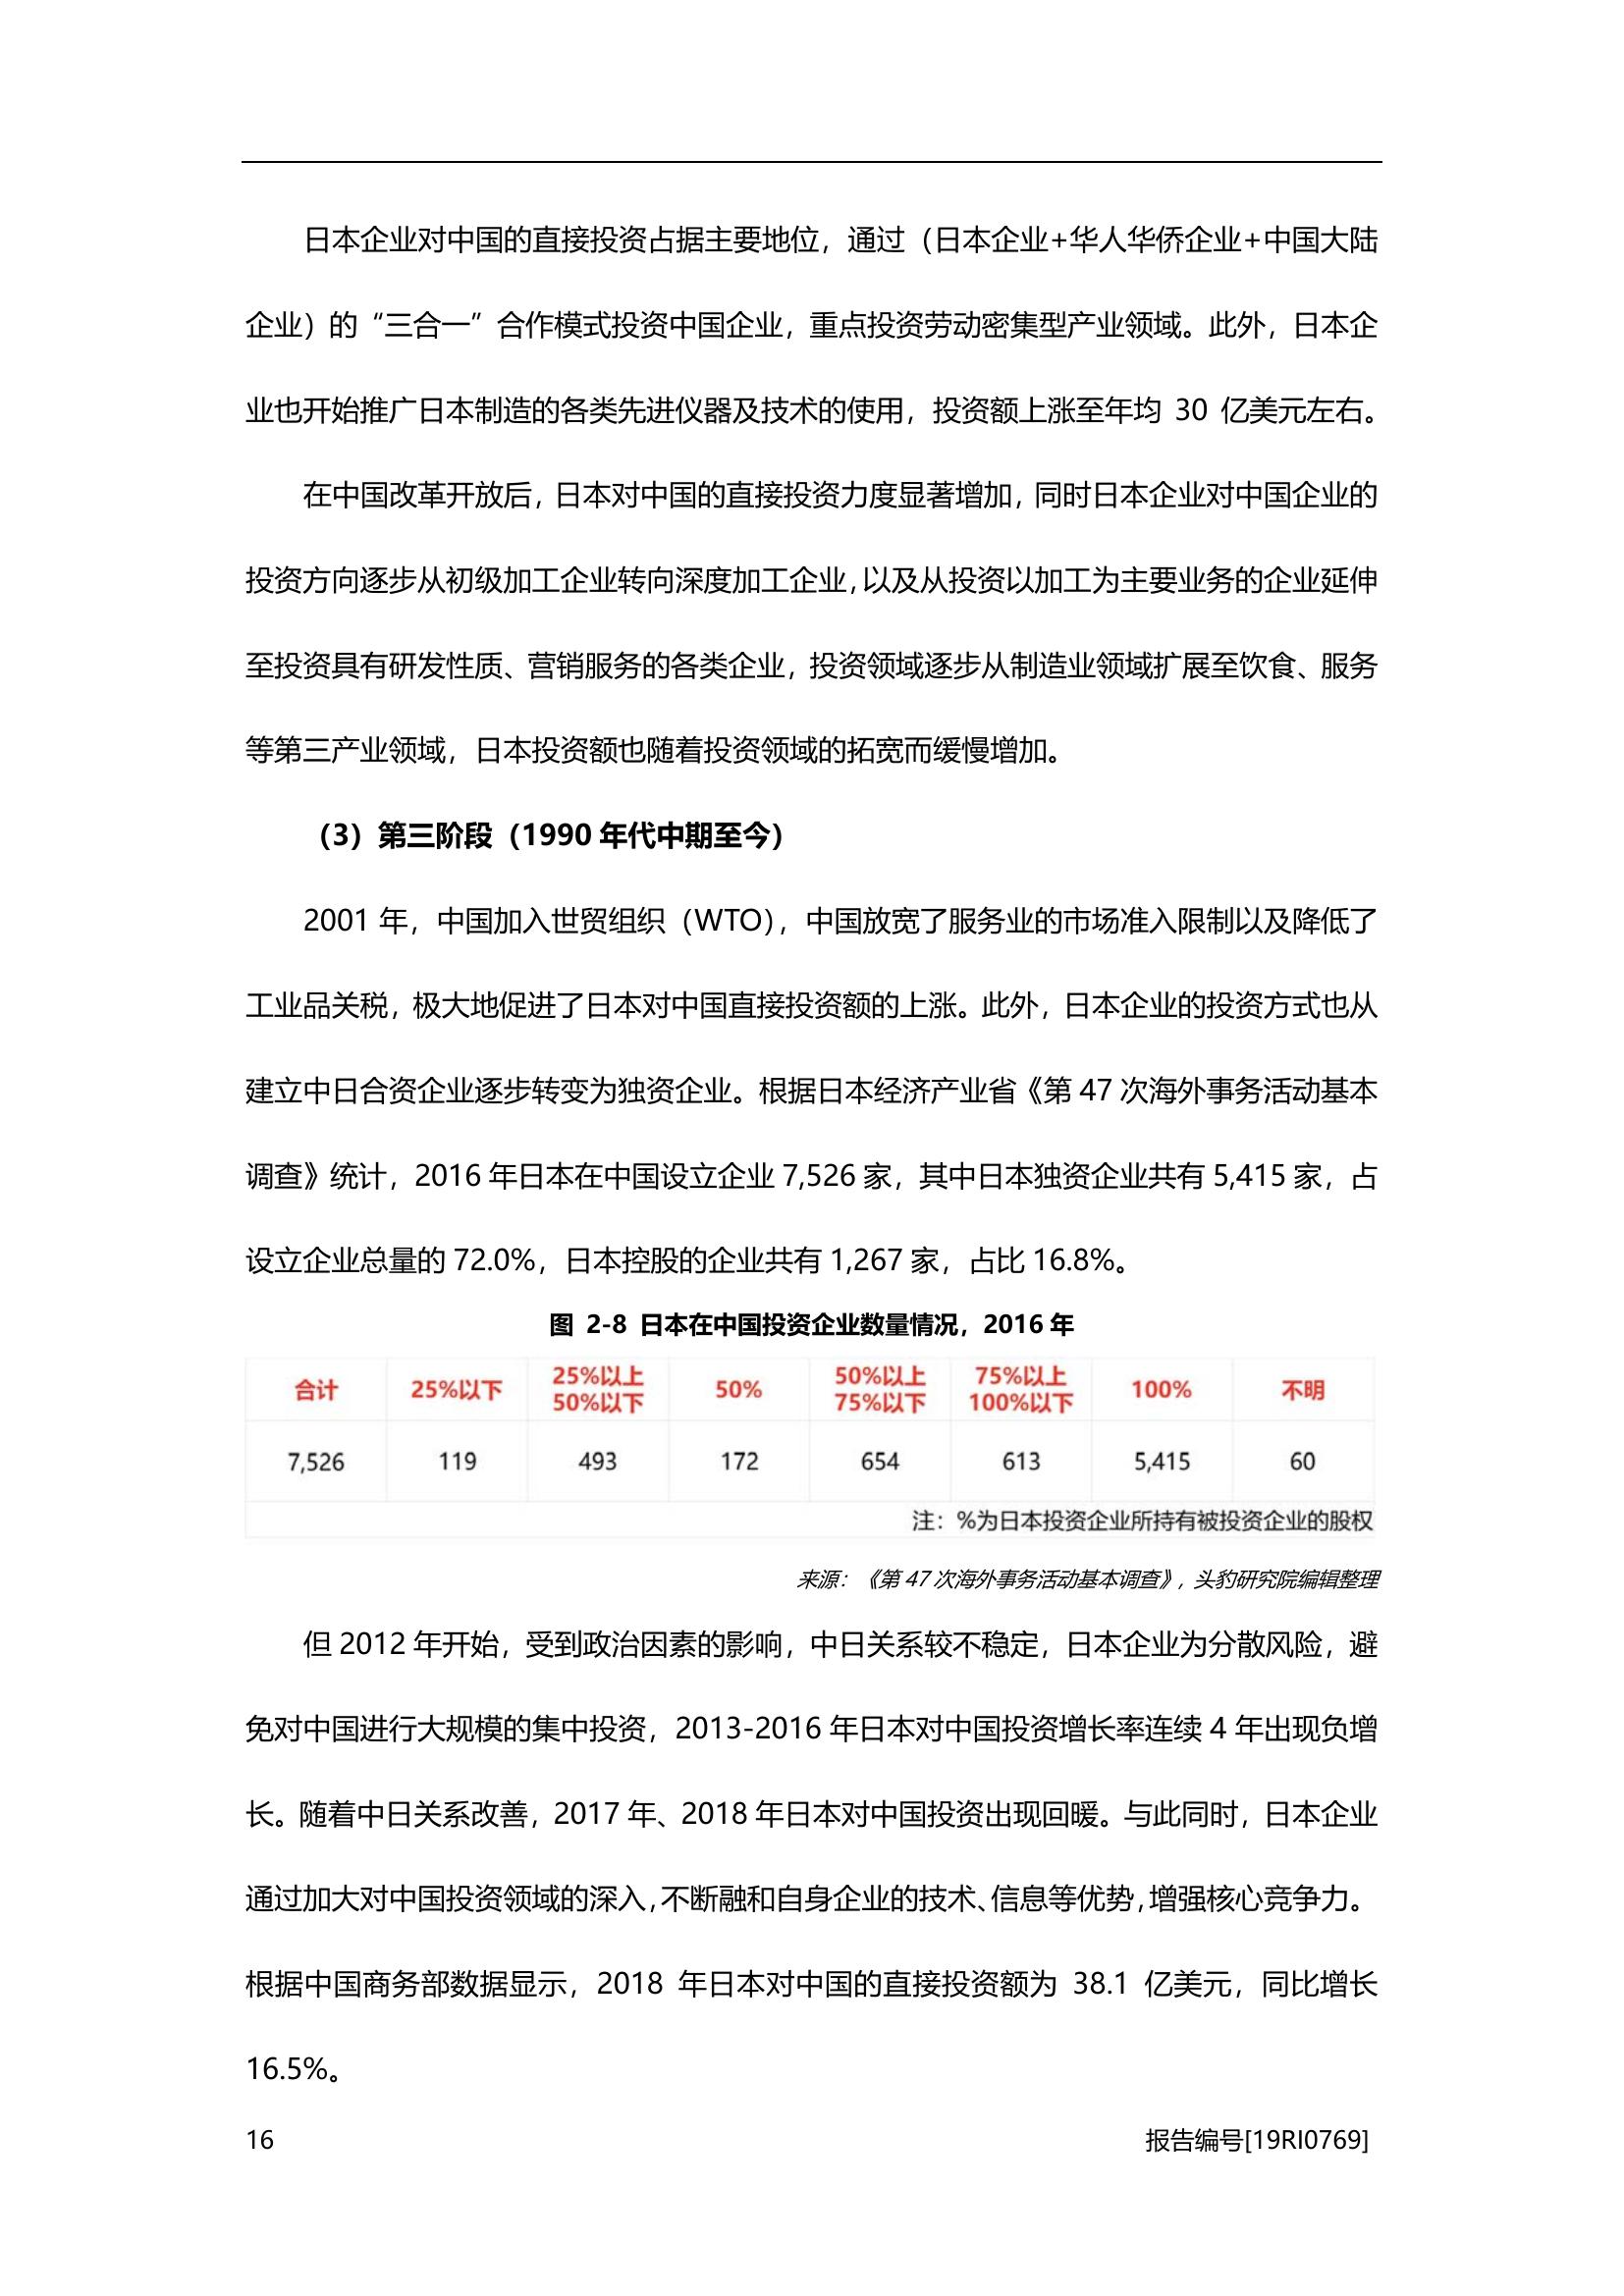 日本企业对中国的直接投资占据主要地位，通过（日本企业+华人华侨企业+中国大陆
企业）的“三合一”合作模式投资中国企业，重点投资劳动密集型产业领域。此外，日本企
业也开始推广日本制造的各类先进仪器及技术的使用，投资额上涨至年均 30 亿美元左右。
在中国改革开放后，日本对中国的直接投资力度显著增加，同时日本企业对中国企业的
投资方向逐步从初级加工企业转向深度加工企业，以及从投资以加工为主要业务的企业延伸
至投资具有研发性质、营销服务的各类企业，投资领域逐步从制造业领域扩展至饮食、服务
等第三产业领域，日本投资额也随着投资领域的拓宽而缓慢增加。
（3）第三阶段（1990 年代中期至今）
2001 年，中国加入世贸组织（WTO），中国放宽了服务业的市场准入限制以及降低了
工业品关税，极大地促进了日本对中国直接投资额的上涨。此外，日本企业的投资方式也从
建立中日合资企业逐步转变为独资企业。根据日本经济产业省《第 47 次海外事务活动基本
调查》统计，2016 年日本在中国设立企业 7,526 家，其中日本独资企业共有 5,415 家，占
设立企业总量的 72.0%，日本控股的企业共有 1,267 家，占比 16.8%。
图 2-8 日本在中国投资企业数量情况，2016 年
合计 25%以下 25%以上 50%以下 50% 50%以上 75%以下 75%以上 100%以下 100% 不明
7,526 119 493 172 654 613 5,415 60
注：%为日本投资企业所持有被投资企业的股权
来源：《第 47 次海外事务活动基本调查》，头豹研究院编辑整理
但 2012 年开始，受到政治因素的影响，中日关系较不稳定，日本企业为分散风险，避
免对中国进行大规模的集中投资，2013-2016 年日本对中国投资增长率连续 4 年出现负增
长。随着中日关系改善，2017 年、2018 年日本对中国投资出现回暖。与此同时，日本企业
通过加大对中国投资领域的深入，不断融和自身企业的技术、信息等优势，增强核心竞争力。
根据中国商务部数据显示，2018 年日本对中国的直接投资额为 38.1 亿美元，同比增长
16.5%。
16 报告编号[19RI0769]